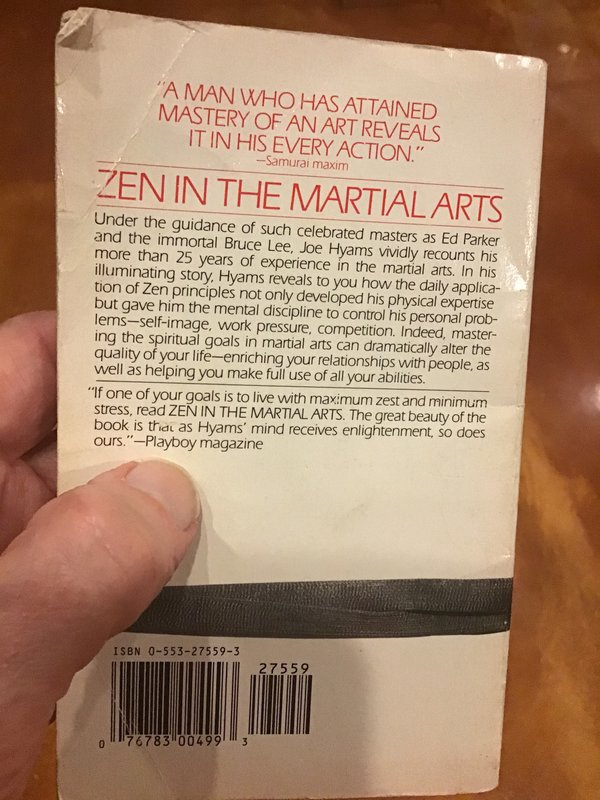 "A MAN WHO HAS ATTAINED
MASTERY OF AN ART REVEALS
IT IN HIS EVERY ACTION."
—Samurai maxim
ZEN IN THE MARTIAL ARTS
Under the guidance of such celebrated masters as Ed Parker
and the immortal Bruce Lee, Joe Hyams vividly recounts his
more than 25 years of experience in the martial arts. In his
illuminating story, Hyams reveals to you how the daily applica-
tion of Zen principles not only developed his physical expertise
but gave him the mental discipline to control his personal prob-
lems—self-image, work pressure, competition. Indeed, master-
ing the spiritual goals in martial arts can dramatically alter the
quality of your life—enriching your relationships with people, as
well as helping you make full use of all your abilities.
"If one of your goals is to live with maximum zest and minimum
stress, read ZEN IN THE MARTIAL ARTS. The great beauty of the
book is that as Hyams' mind receives enlightenment, so does
ours."—Playboy magazine
ISBN 0-553-27559-3
27559
0 76783 00499 3